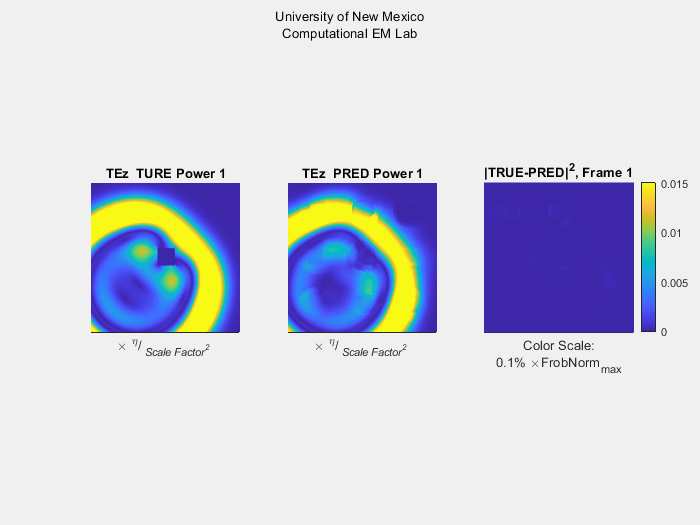 University of New Mexico
Computational EM Lab
TEz TURE Power 1
TEz PRED Power 1
|TRUE-PRED|², Frame 1
0.015
0.01
0.005
0
× η/ Scale Factor²
× η/ Scale Factor²
Color Scale:
0.1% ×FrobNormmax